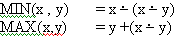 MIN(x , y) = x ∸ (x ∸ y)
MAX(x,y) = y +(x ∸ y)